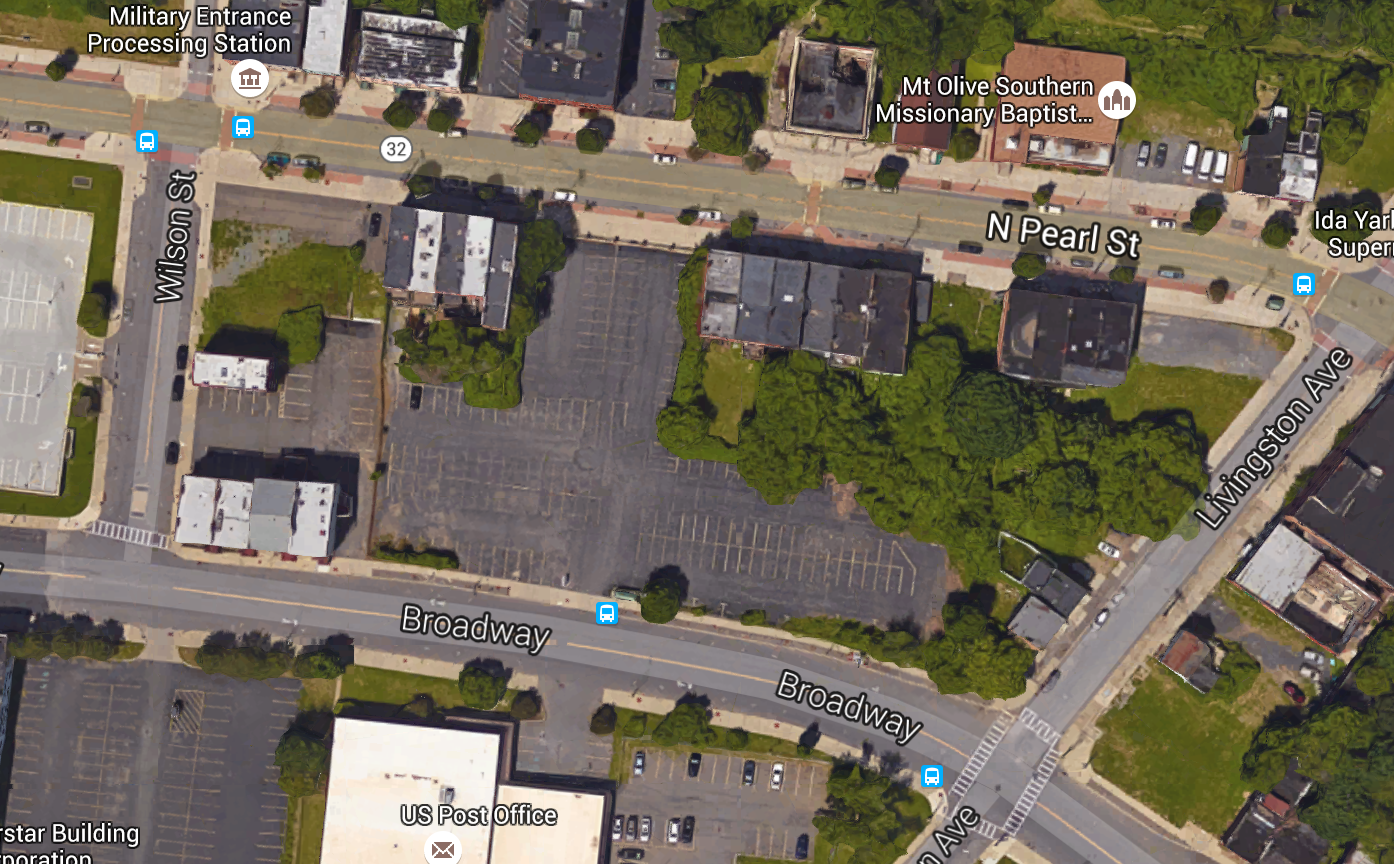 Military Entrance
Processing Station
Mt Olive Southern
Missionary Baptist...
32
Wilson St
N Pearl St
Ida Yar
Super
Livingston Ave
Broadway
Broadway
US Post Office
rstar Building
poration
n Ave